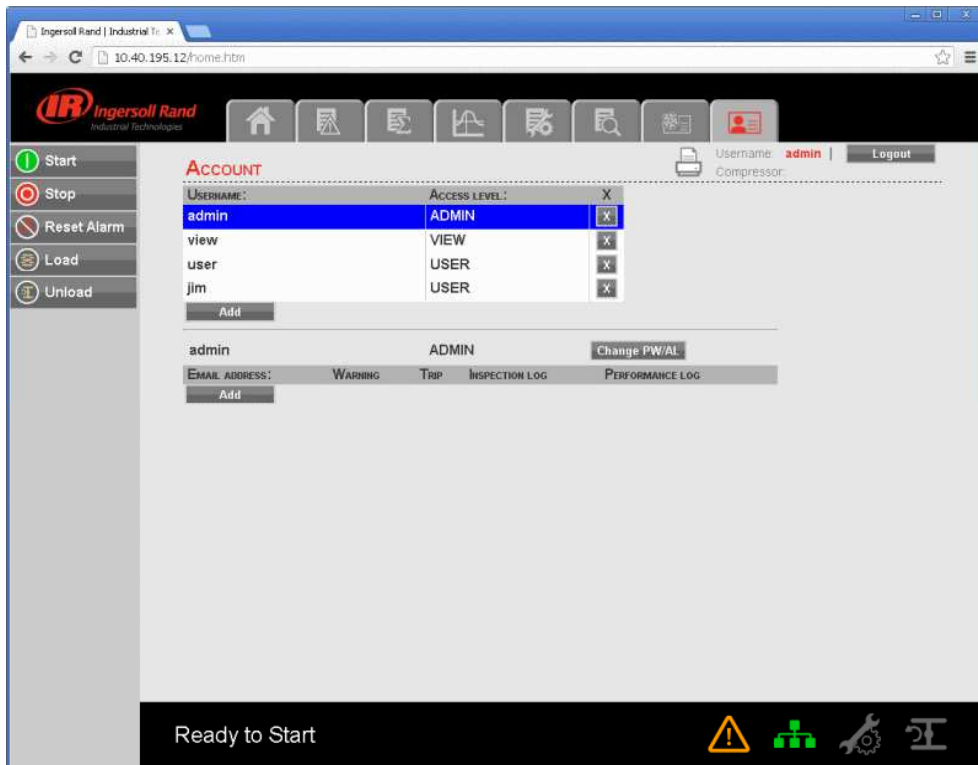 Ingersoll Rand | Industrial Te
10.40.195.12/home.htm
IR Ingersoll Rand
Industrial Technologies
Start
Stop
Reset Alarm
Load
Unload
Username: admin | Logout
Compressor:
ACCOUNT
USERNAME: ACCESS LEVEL: X
admin ADMIN X
view VIEW X
user USER X
jim USER X
Add
admin ADMIN Change PW/AL
EMAIL ADDRESS: WARNING TRIP INSPECTION LOG PERFORMANCE LOG
Add
Ready to Start